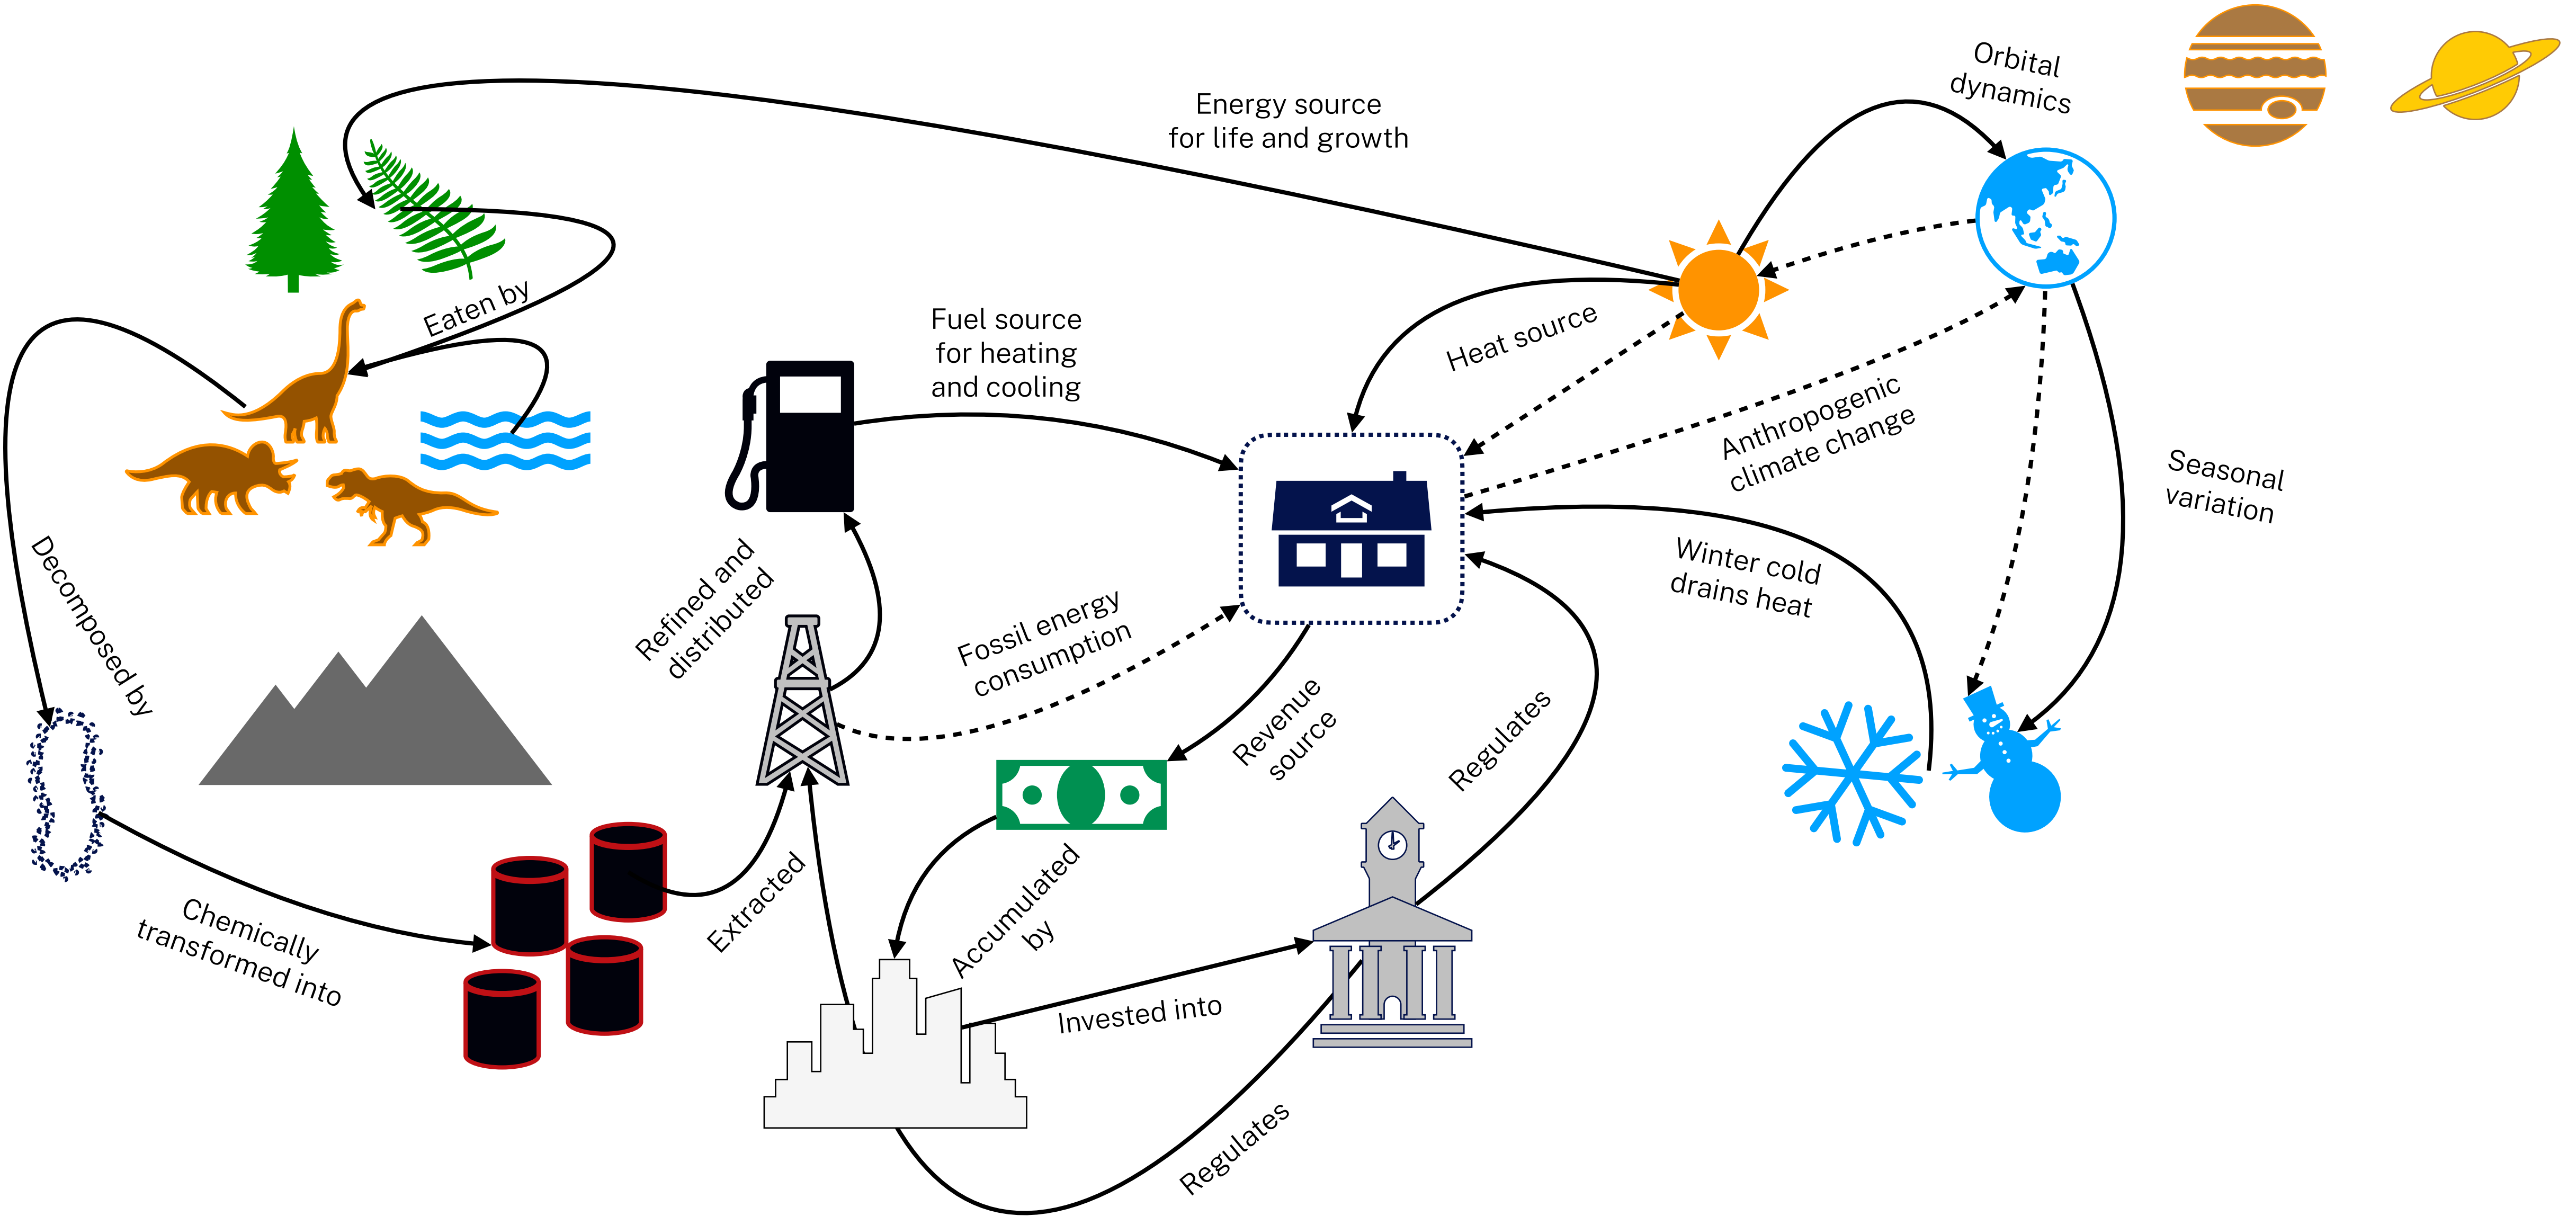 Orbital
dynamics
Energy source
for life and growth
Eaten by
Fuel source
for heating
and cooling
Heat source
Anthropogenic
climate change
Seasonal
variation
Winter cold
drains heat
Decomposed by
Refined and
distributed
Fossil energy
consumption
Revenue
source
Regulates
Extracted
Accumulated
by
Chemically
transformed into
Invested into
Regulates